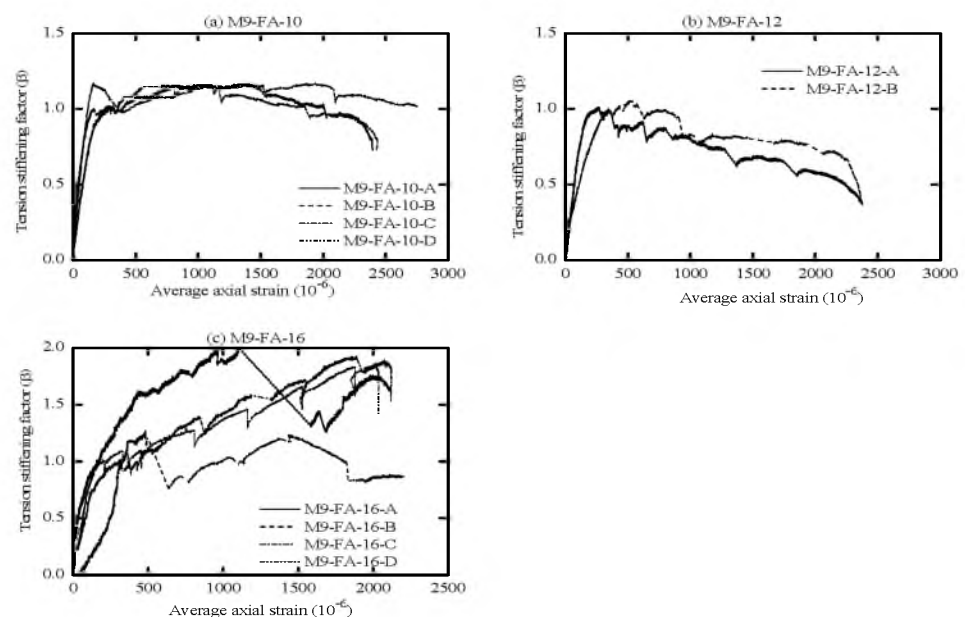 (a) M9-FA-10
1.5
1.0
0.5
0.0
Tension stiffening factor (β)
M9-FA-10-A
M9-FA-10-B
M9-FA-10-C
M9-FA-10-D
0 500 1000 1500 2000 2500 3000
Average axial strain (10⁻⁶)
(b) M9-FA-12
1.5
1.0
0.5
0.0
Tension stiffening factor (β)
M9-FA-12-A
M9-FA-12-B
0 500 1000 1500 2000 2500 3000
Average axial strain (10⁻⁶)
(c) M9-FA-16
2.0
1.5
1.0
0.5
0.0
Tension stiffening factor (β)
M9-FA-16-A
M9-FA-16-B
M9-FA-16-C
M9-FA-16-D
0 500 1000 1500 2000 2500
Average axial strain (10⁻⁶)